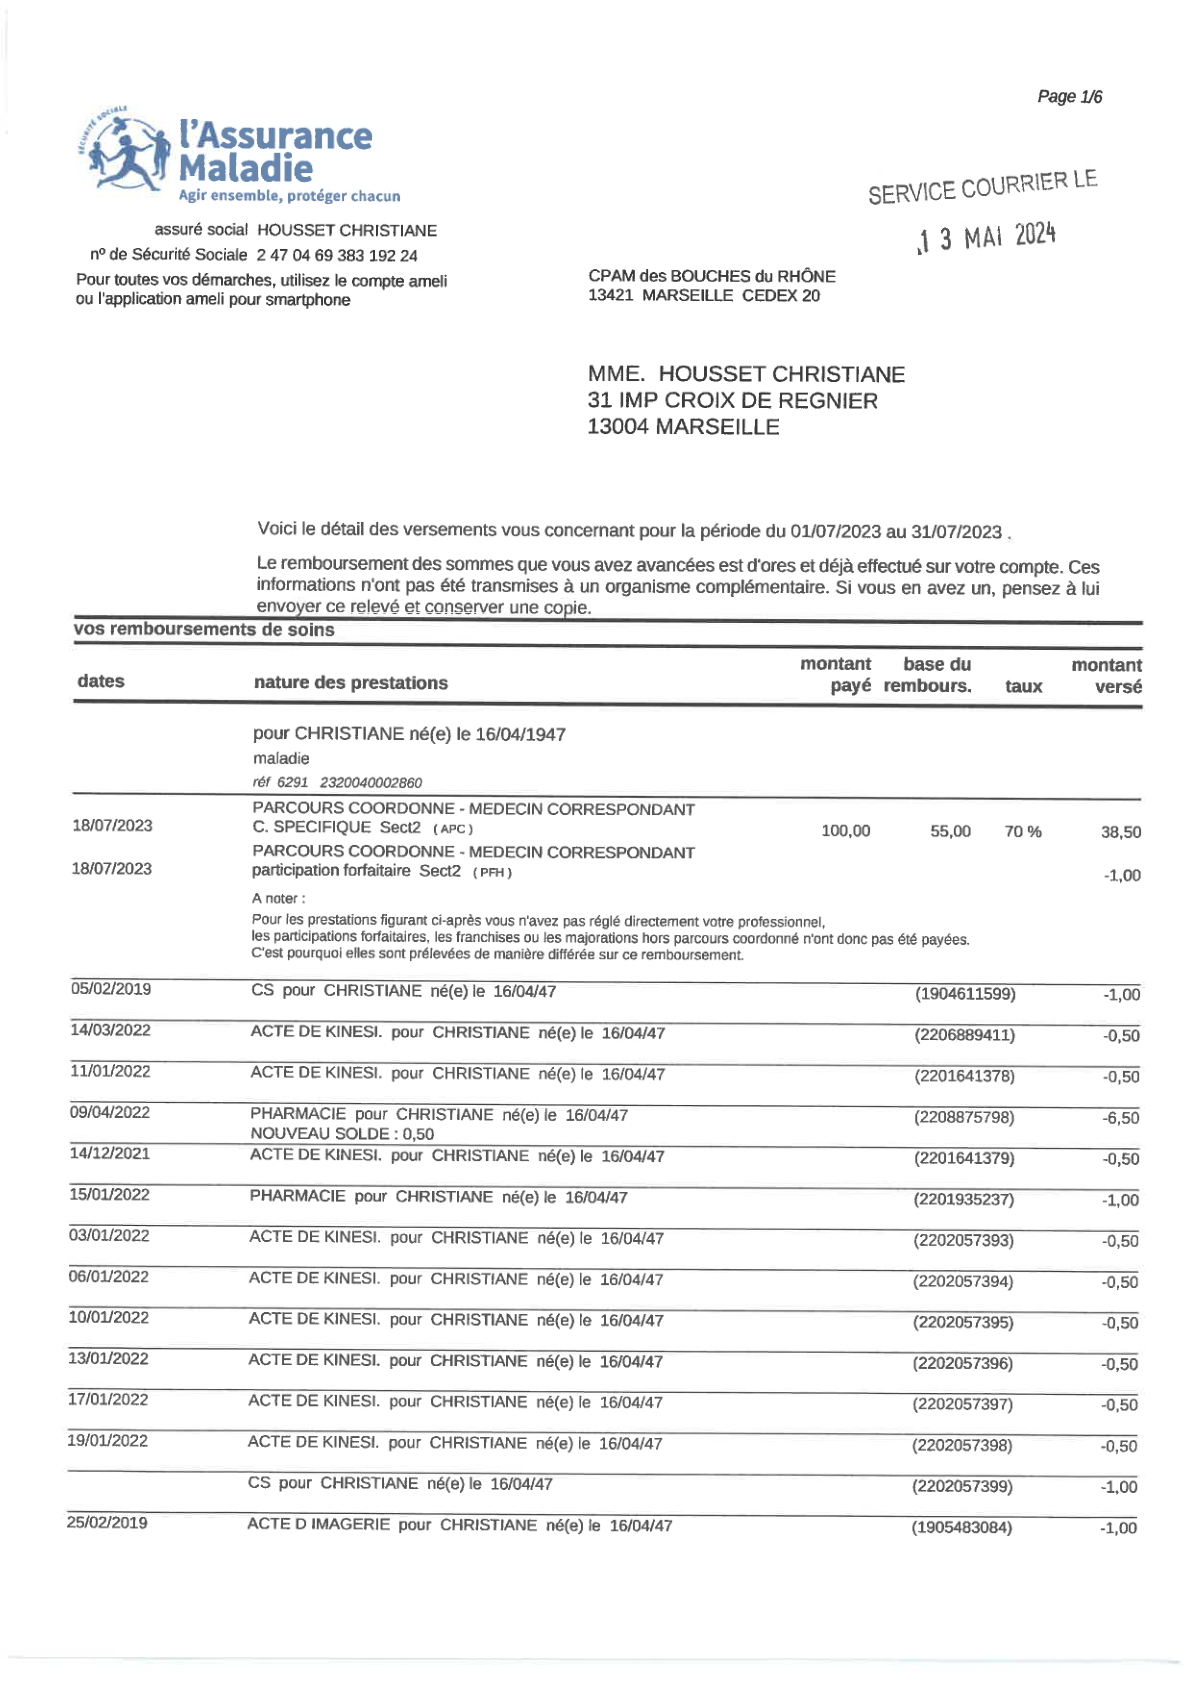 Page 1/6
SÉCURITÉ SOCIALE
l'Assurance
Maladie
Agir ensemble, protéger chacun
SERVICE COURRIER LE
13 MAI 2024
assuré social HOUSSET CHRISTIANE
nº de Sécurité Sociale 2 47 04 69 383 192 24
Pour toutes vos démarches, utilisez le compte ameli
ou l'application ameli pour smartphone
CPAM des BOUCHES du RHÔNE
13421 MARSEILLE CEDEX 20
MME. HOUSSET CHRISTIANE
31 IMP CROIX DE REGNIER
13004 MARSEILLE
Voici le détail des versements vous concernant pour la période du 01/07/2023 au 31/07/2023 .
Le remboursement des sommes que vous avez avancées est d'ores et déjà effectué sur votre compte. Ces
informations n'ont pas été transmises à un organisme complémentaire. Si vous en avez un, pensez à lui
envoyer ce relevé et conserver une copie.
vos remboursements de soins
dates nature des prestations montant payé base du rembours. taux montant versé
pour CHRISTIANE né(e) le 16/04/1947
maladie
réf 6291 2320040002860
PARCOURS COORDONNE - MEDECIN CORRESPONDANT
18/07/2023 C. SPECIFIQUE Sect2 (APC) 100,00 55,00 70 % 38,50
PARCOURS COORDONNE - MEDECIN CORRESPONDANT
18/07/2023 participation forfaitaire Sect2 (PFH) -1,00
A noter :
Pour les prestations figurant ci-après vous n'avez pas réglé directement votre professionnel,
les participations forfaitaires, les franchises ou les majorations hors parcours coordonné n'ont donc pas été payées.
C'est pourquoi elles sont prélevées de manière différée sur ce remboursement.
05/02/2019 CS pour CHRISTIANE né(e) le 16/04/47 (1904611599) -1,00
14/03/2022 ACTE DE KINESI. pour CHRISTIANE né(e) le 16/04/47 (2206889411) -0,50
11/01/2022 ACTE DE KINESI. pour CHRISTIANE né(e) le 16/04/47 (2201641378) -0,50
09/04/2022 PHARMACIE pour CHRISTIANE né(e) le 16/04/47 (2208875798) -6,50
NOUVEAU SOLDE : 0,50
14/12/2021 ACTE DE KINESI. pour CHRISTIANE né(e) le 16/04/47 (2201641379) -0,50
15/01/2022 PHARMACIE pour CHRISTIANE né(e) le 16/04/47 (2201935237) -1,00
03/01/2022 ACTE DE KINESI. pour CHRISTIANE né(e) le 16/04/47 (2202057393) -0,50
06/01/2022 ACTE DE KINESI. pour CHRISTIANE né(e) le 16/04/47 (2202057394) -0,50
10/01/2022 ACTE DE KINESI. pour CHRISTIANE né(e) le 16/04/47 (2202057395) -0,50
13/01/2022 ACTE DE KINESI. pour CHRISTIANE né(e) le 16/04/47 (2202057396) -0,50
17/01/2022 ACTE DE KINESI. pour CHRISTIANE né(e) le 16/04/47 (2202057397) -0,50
19/01/2022 ACTE DE KINESI. pour CHRISTIANE né(e) le 16/04/47 (2202057398) -0,50
CS pour CHRISTIANE né(e) le 16/04/47 (2202057399) -1,00
25/02/2019 ACTE D IMAGERIE pour CHRISTIANE né(e) le 16/04/47 (1905483084) -1,00